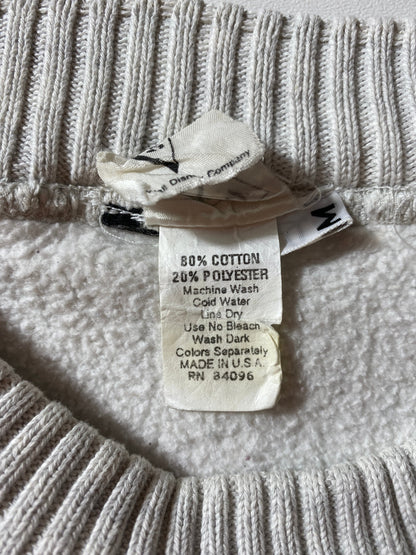 Disney Company
M
80% COTTON
20% POLYESTER
Machine Wash
Cold Water
Line Dry
Use No Bleach
Wash Dark
Colors Separately
MADE IN U.S.A.
RN 84096